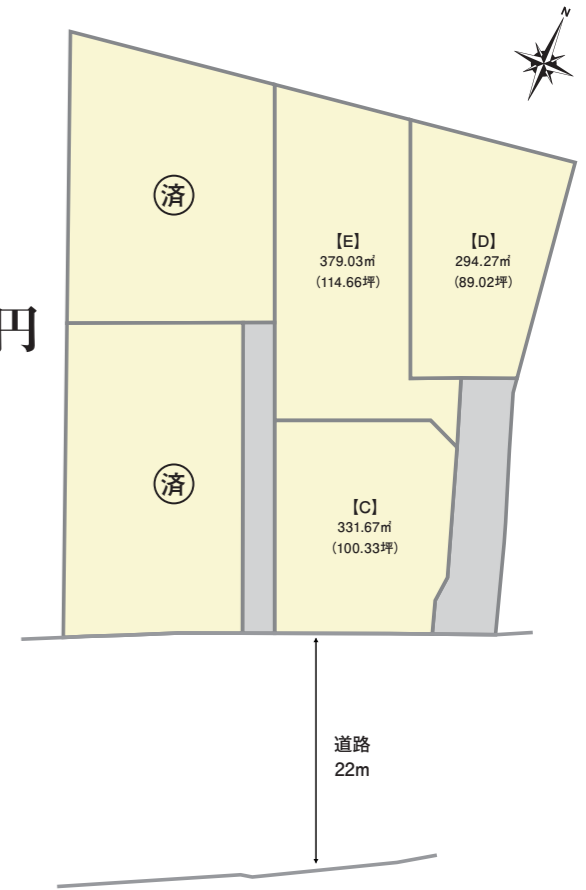 N
済
【E】
379.03㎡
（114.66坪）
【D】
294.27㎡
（89.02坪）
円
済
【C】
331.67㎡
（100.33坪）
道路
22m